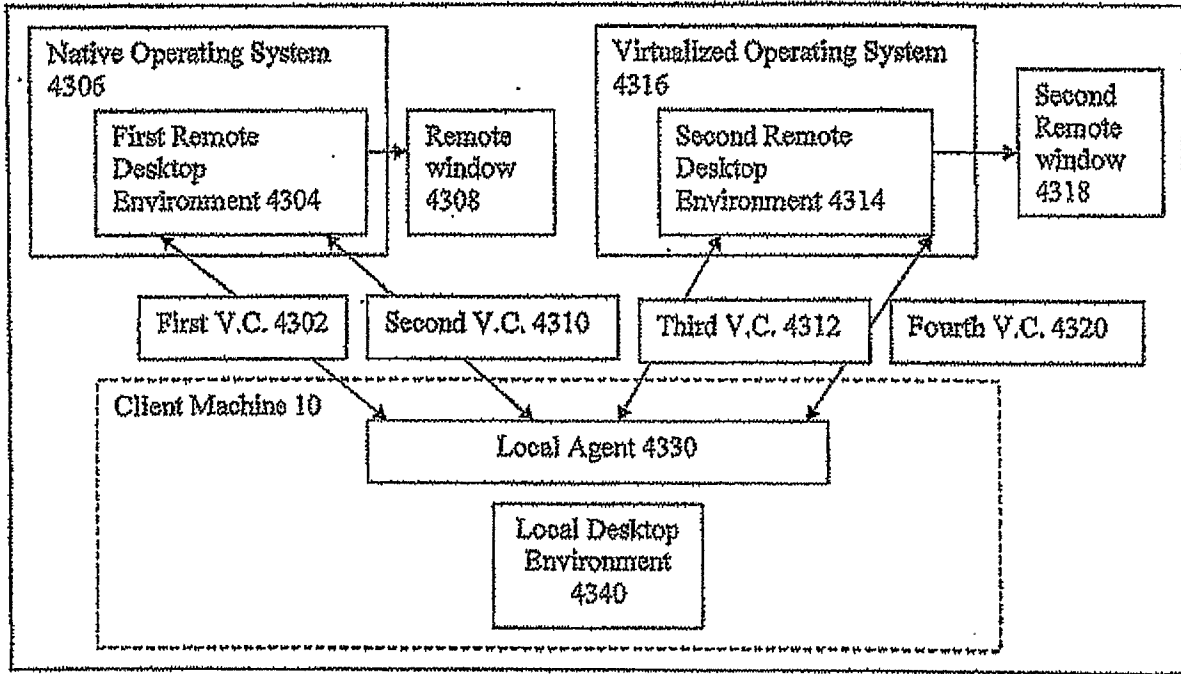 Native Operating System
4306
First Remote
Desktop
Environment 4304
Remote
window
4308
Virtualized Operating System
4316
Second Remote
Desktop
Environment 4314
Second
Remote
window
4318
First V.C. 4302
Second V.C. 4310
Third V.C. 4312
Fourth V.C. 4320
Client Machine 10
Local Agent 4330
Local Desktop
Environment
4340